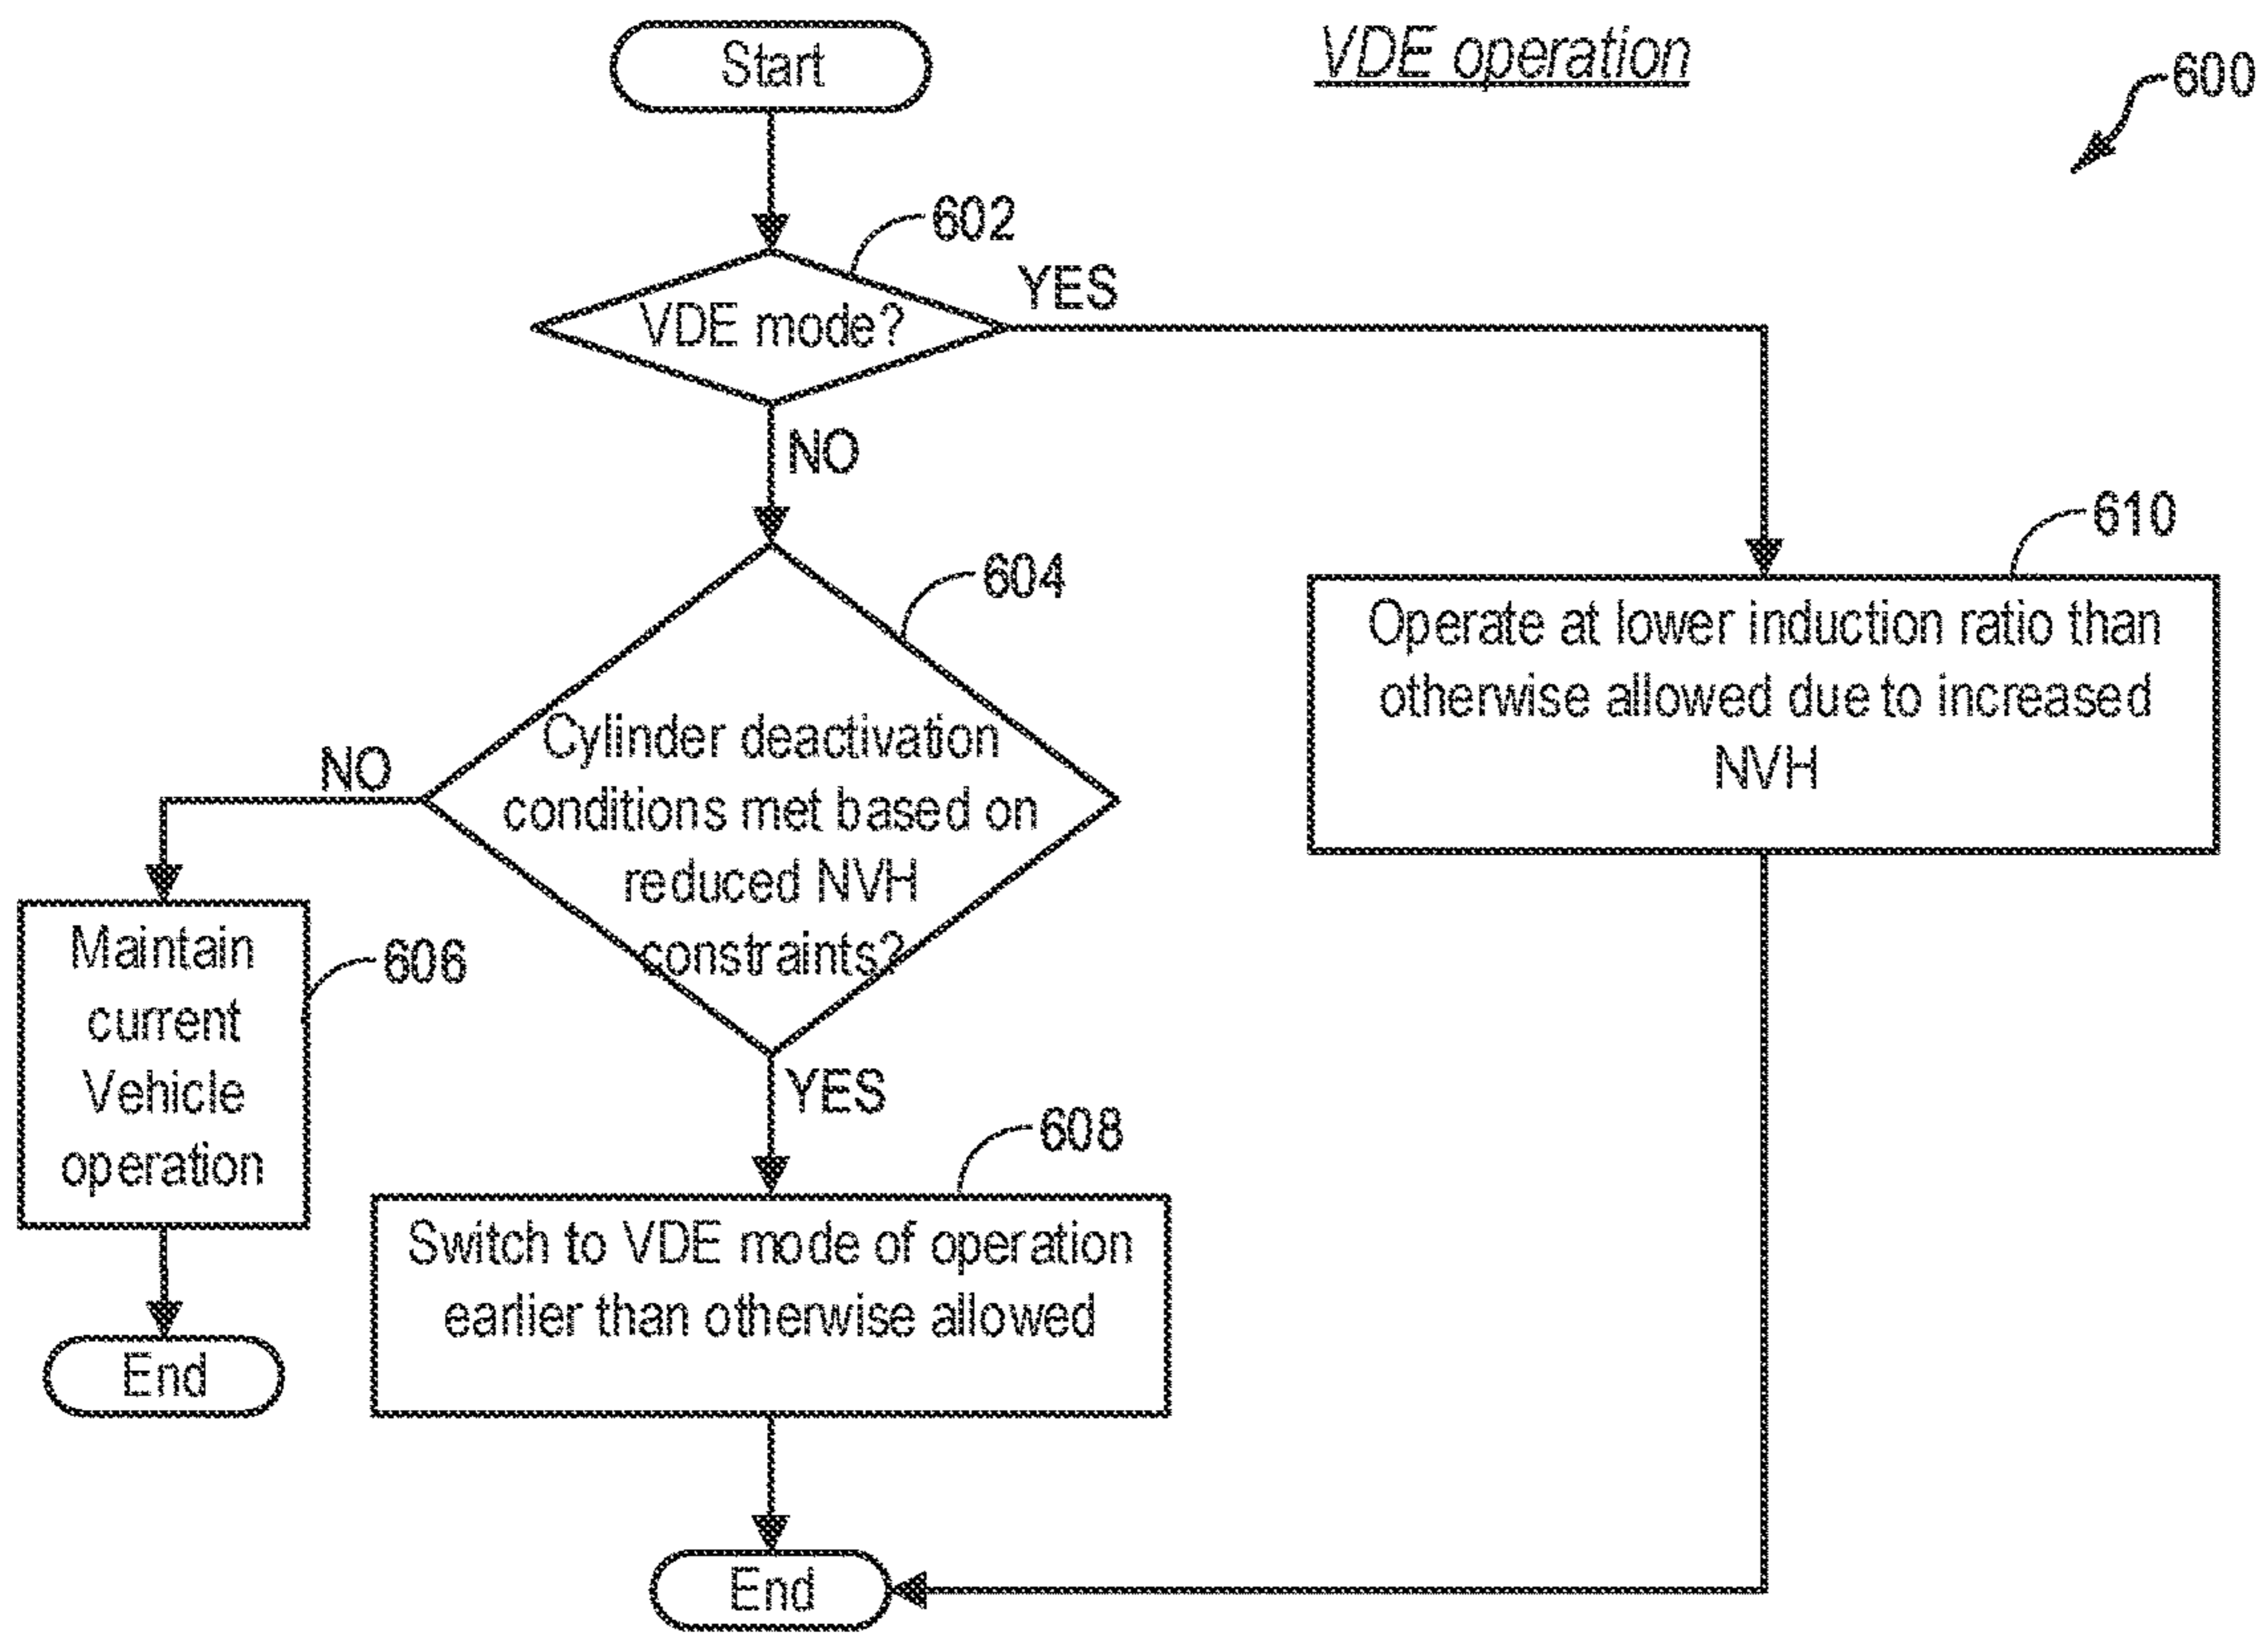 VDE operation
600
Start
602
VDE mode?
YES
NO
604
Cylinder deactivation
conditions met based on
reduced NVH
constraints?
NO
YES
606
Maintain
current
Vehicle
operation
End
608
Switch to VDE mode of operation
earlier than otherwise allowed
610
Operate at lower induction ratio than
otherwise allowed due to increased
NVH
End